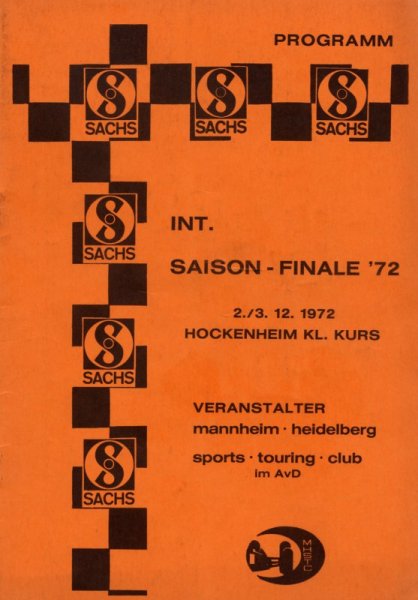 PROGRAMM
SACHS
SACHS
SACHS
SACHS
INT.
SAISON - FINALE '72
2./3. 12. 1972
HOCKENHEIM KL. KURS
SACHS
VERANSTALTER
mannheim · heidelberg
sports · touring · club
im AvD
SACHS
MHSTC